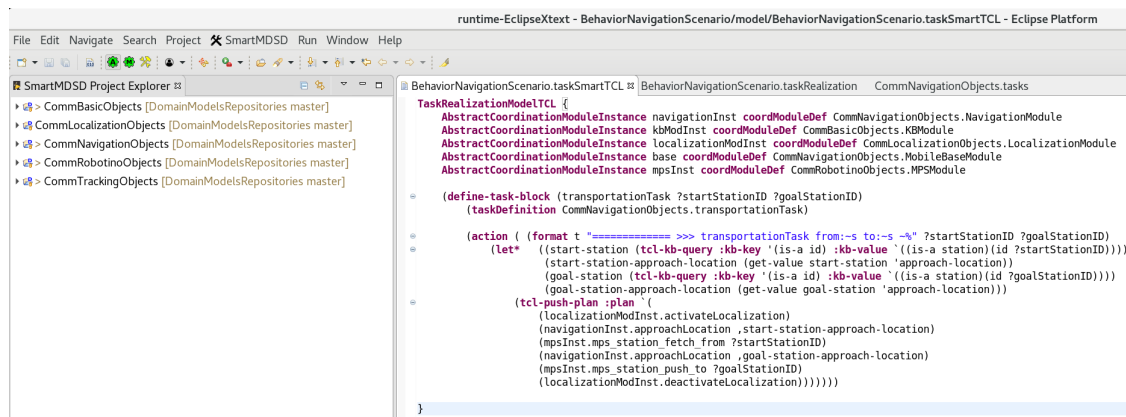 runtime-EclipseXtext - BehaviorNavigationScenario/model/BehaviorNavigationScenario.taskSmartTCL - Eclipse Platform
File Edit Navigate Search Project SmartMDSD Run Window Help
SmartMDSD Project Explorer
> CommBasicObjects [DomainModelsRepositories master]
CommLocalizationObjects [DomainModelsRepositories master]
> CommNavigationObjects [DomainModelsRepositories master]
> CommRobotinoObjects [DomainModelsRepositories master]
> CommTrackingObjects [DomainModelsRepositories master]
BehaviorNavigationScenario.taskSmartTCL BehaviorNavigationScenario.taskRealization CommNavigationObjects.tasks
TaskRealizationModelTCL {
AbstractCoordinationModuleInstance navigationInst coordModuleDef CommNavigationObjects.NavigationModule
AbstractCoordinationModuleInstance kbModInst coordModuleDef CommBasicObjects.KBModule
AbstractCoordinationModuleInstance localizationModInst coordModuleDef CommLocalizationObjects.LocalizationModule
AbstractCoordinationModuleInstance base coordModuleDef CommNavigationObjects.MobileBaseModule
AbstractCoordinationModuleInstance mpsInst coordModuleDef CommRobotinoObjects.MPSModule
(define-task-block (transportationTask ?startStationID ?goalStationID)
(taskDefinition CommNavigationObjects.transportationTask)
(action ( (format t "============= >>> transportationTask from:~s to:~s ~%" ?startStationID ?goalStationID)
(let* ((start-station (tcl-kb-query :kb-key '(is-a id) :kb-value `((is-a station)(id ?startStationID))))
(start-station-approach-location (get-value start-station 'approach-location))
(goal-station (tcl-kb-query :kb-key '(is-a id) :kb-value `((is-a station)(id ?goalStationID))))
(goal-station-approach-location (get-value goal-station 'approach-location)))
(tcl-push-plan :plan `(
(localizationModInst.activateLocalization)
(navigationInst.approachLocation ,start-station-approach-location)
(mpsInst.mps_station_fetch_from ?startStationID)
(navigationInst.approachLocation ,goal-station-approach-location)
(mpsInst.mps_station_push_to ?goalStationID)
(localizationModInst.deactivateLocalization)))))))
}